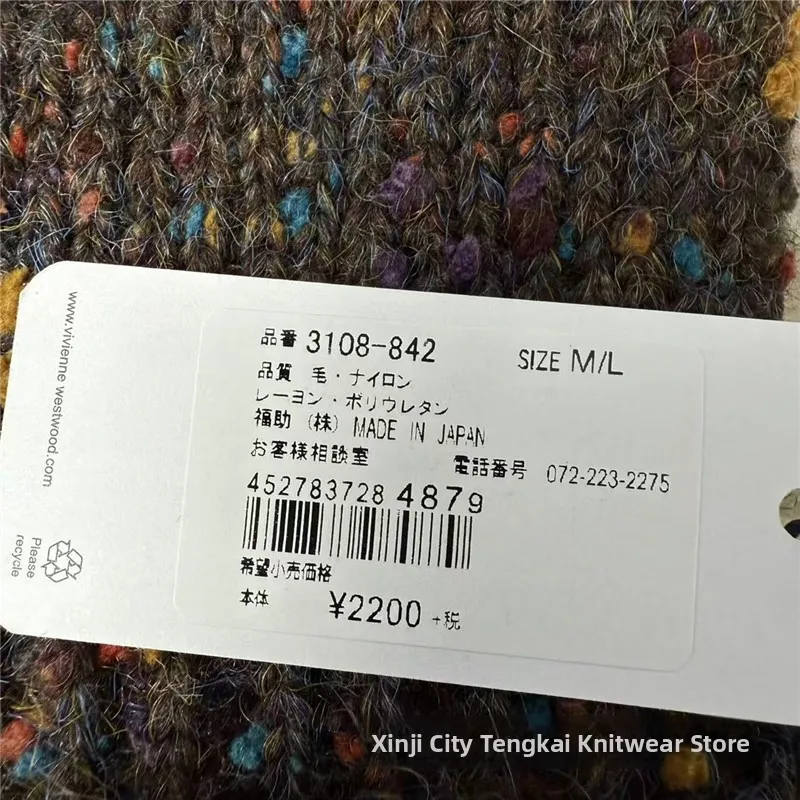 www.viviennewestwood.com
品番 3108-842 SIZE M/L
品質 毛・ナイロン
レーヨン・ポリウレタン
福助 (株) MADE IN JAPAN
お客様相談室 電話番号 072-223-2275
452783728 4879
希望小売価格
本体 ¥2200 +税
Please
recycle
Xinji City Tengkai Knitwear Store